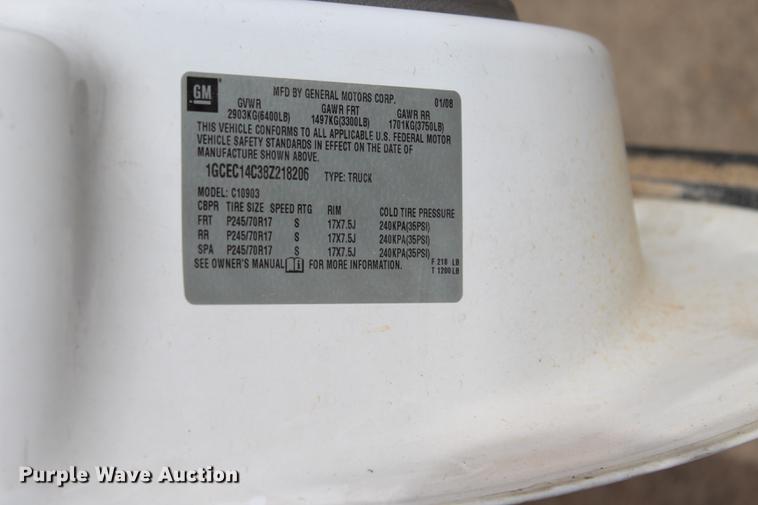 GM
MFD BY GENERAL MOTORS CORP. 01/08
GVWR GAWR FRT GAWR RR
2903KG(6400LB) 1497KG(3300LB) 1701KG(3750LB)
THIS VEHICLE CONFORMS TO ALL APPLICABLE U.S. FEDERAL MOTOR
VEHICLE SAFETY STANDARDS IN EFFECT ON THE DATE OF
MANUFACTURE SHOWN ABOVE.
1GCEC14C38Z218206 TYPE: TRUCK
MODEL: C10903
CBPR TIRE SIZE SPEED RTG RIM COLD TIRE PRESSURE
FRT P245/70R17 S 17X7.5J 240KPA(35PSI)
RR P245/70R17 S 17X7.5J 240KPA(35PSI)
SPA P245/70R17 S 17X7.5J 240KPA(35PSI)
SEE OWNER'S MANUAL FOR MORE INFORMATION.
F 218 LB
T 1200 LB
Purple Wave Auction